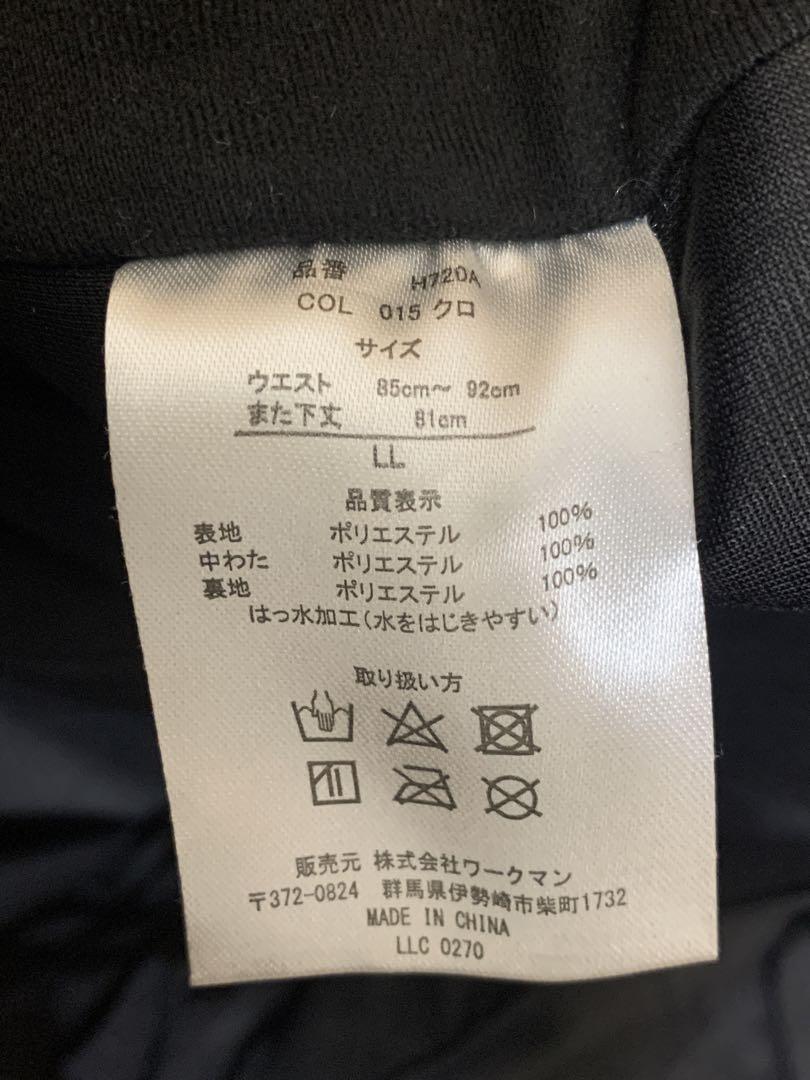 品番 H720A
COL 015 クロ
サイズ
ウエスト 85cm～ 92cm
また下丈 81cm
LL
品質表示
表地 ポリエステル 100%
中わた ポリエステル 100%
裏地 ポリエステル 100%
はっ水加工(水をはじきやすい)
取り扱い方
販売元 株式会社ワークマン
〒372-0824 群馬県伊勢崎市柴町1732
MADE IN CHINA
LLC 0270